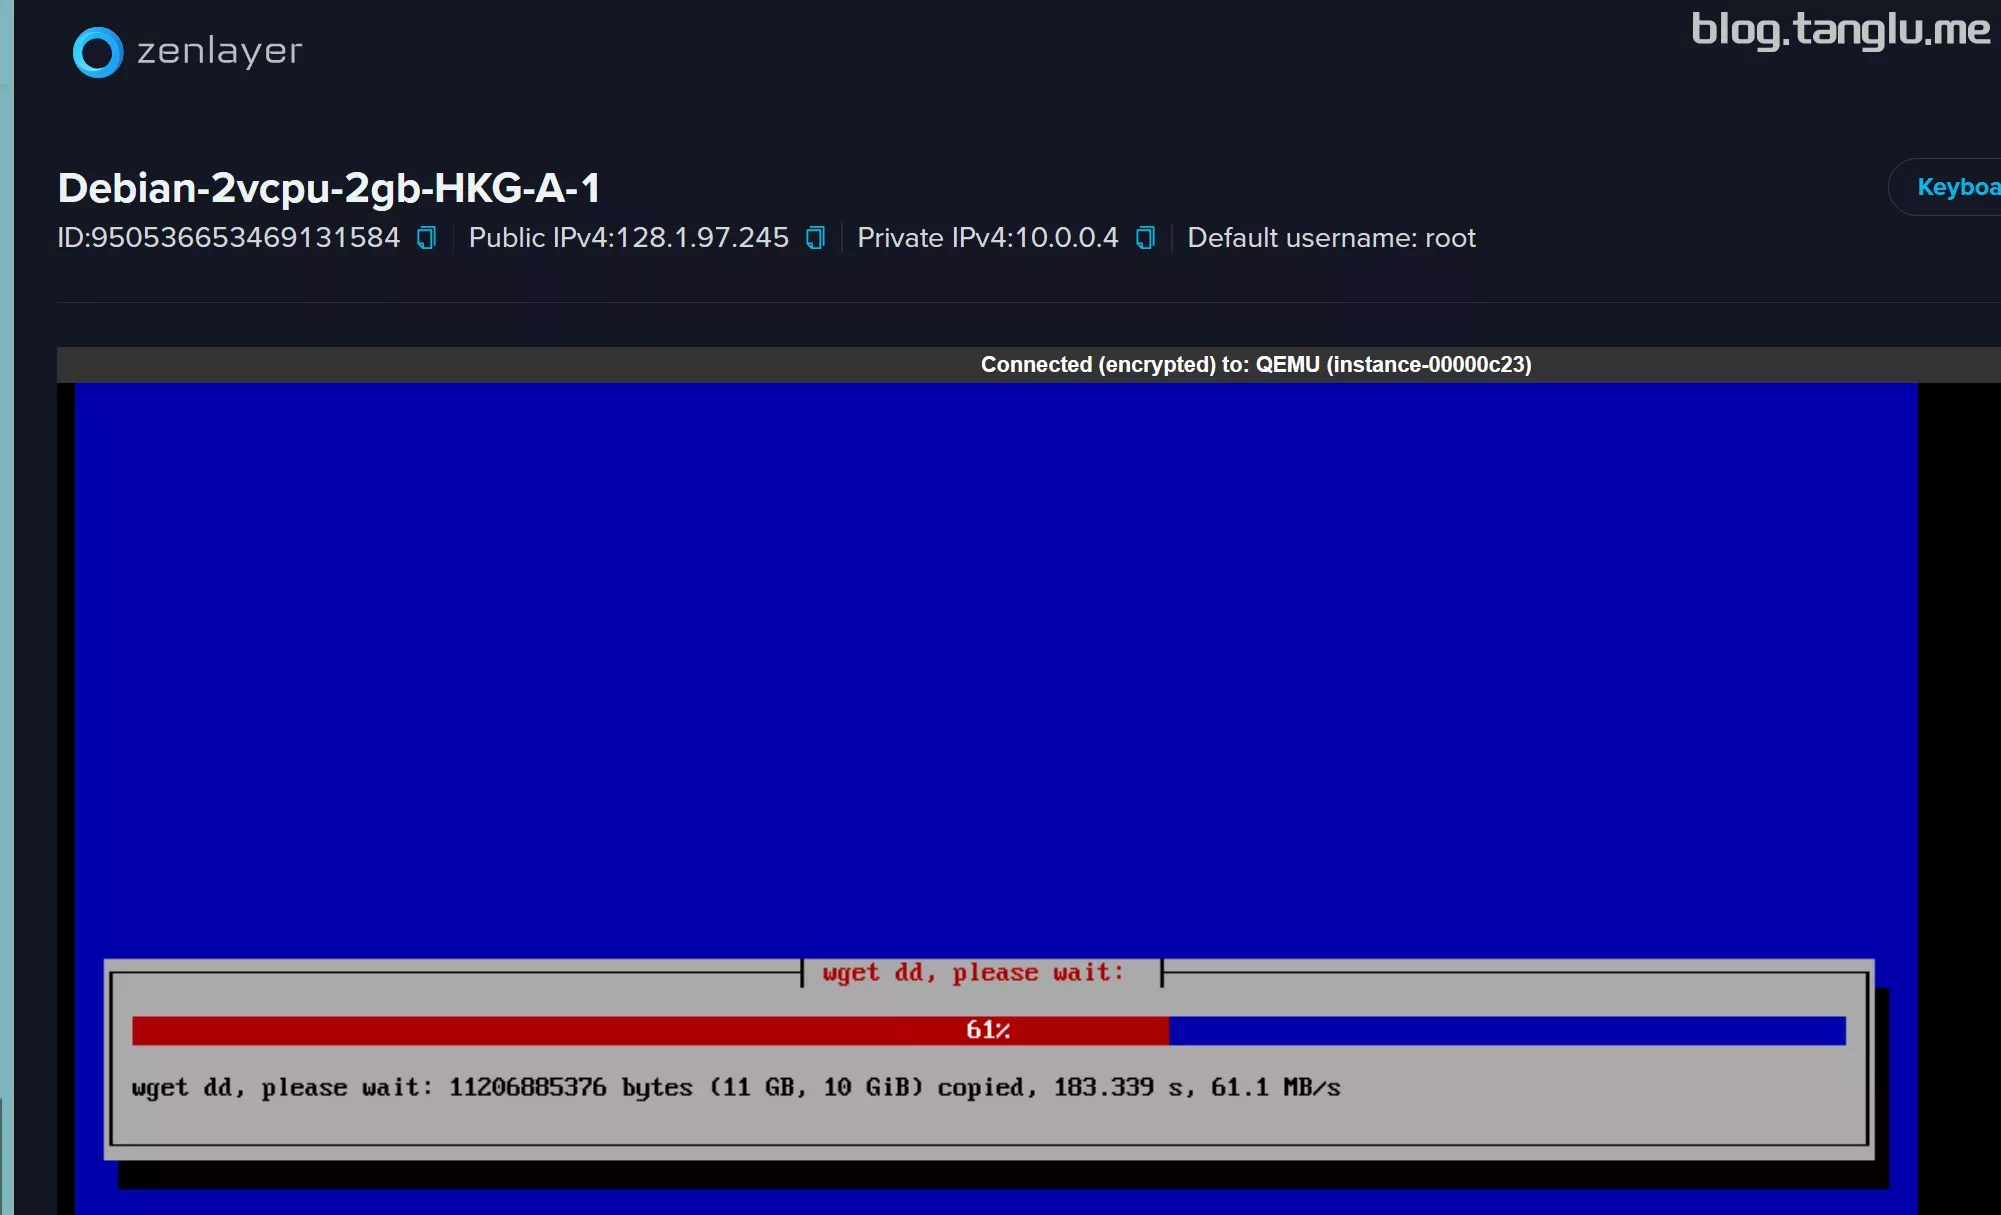 zenlayer
blog.tanglu.me
Debian-2vcpu-2gb-HKG-A-1
Keyboa
ID:950536653469131584 Public IPv4:128.1.97.245 Private IPv4:10.0.0.4 Default username: root
Connected (encrypted) to: QEMU (instance-00000c23)
wget dd, please wait:
61%
wget dd, please wait: 11206885376 bytes (11 GB, 10 GiB) copied, 183.339 s, 61.1 MB/s